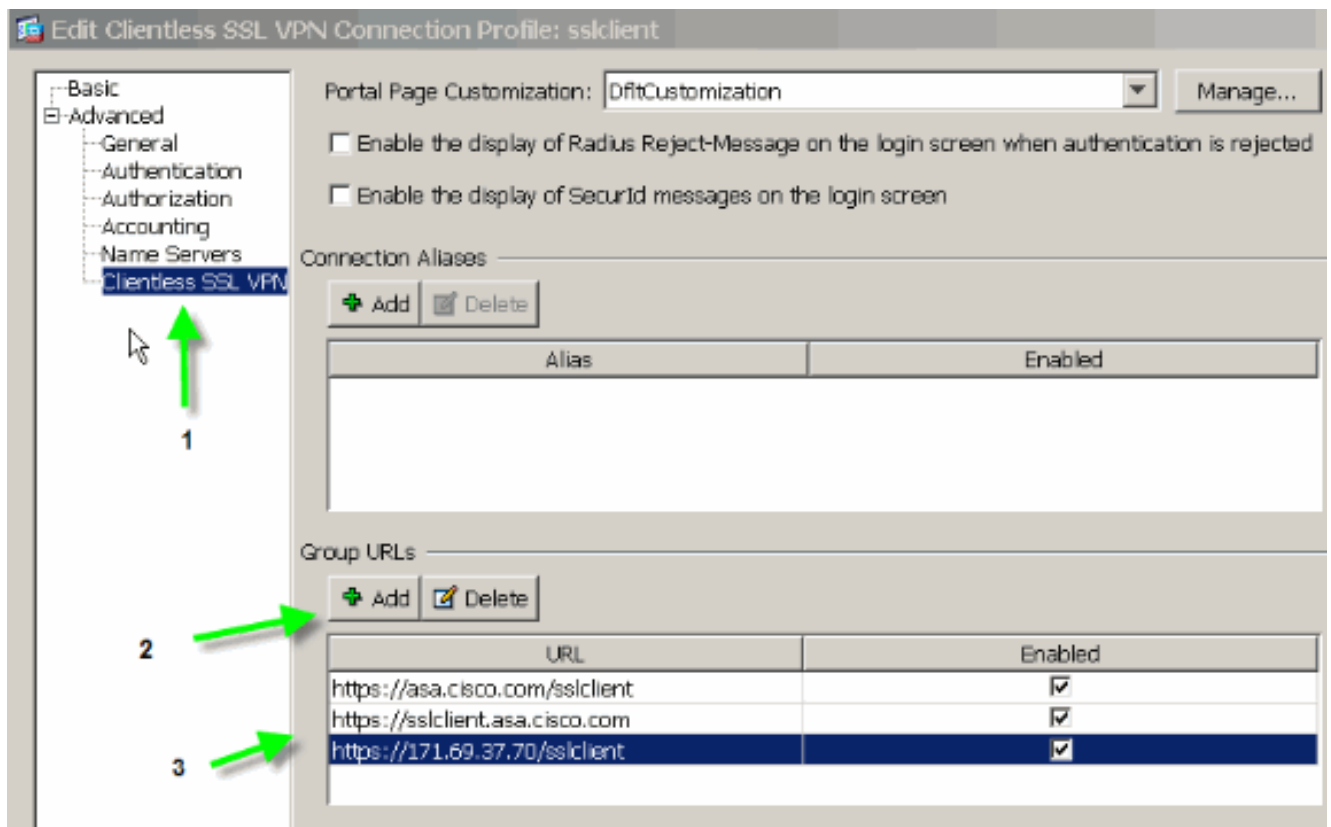 Edit Clientless SSL VPN Connection Profile: sslclient
Basic
Advanced
General
Authentication
Authorization
Accounting
Name Servers
Clientless SSL VPN
1
2
3
Portal Page Customization: DfltCustomization Manage...
Enable the display of Radius Reject-Message on the login screen when authentication is rejected
Enable the display of SecurId messages on the login screen
Connection Aliases
Add Delete
Alias Enabled
Group URLs
Add Delete
URL Enabled
https://asa.cisco.com/sslclient
https://sslclient.asa.cisco.com
https://171.69.37.70/sslclient